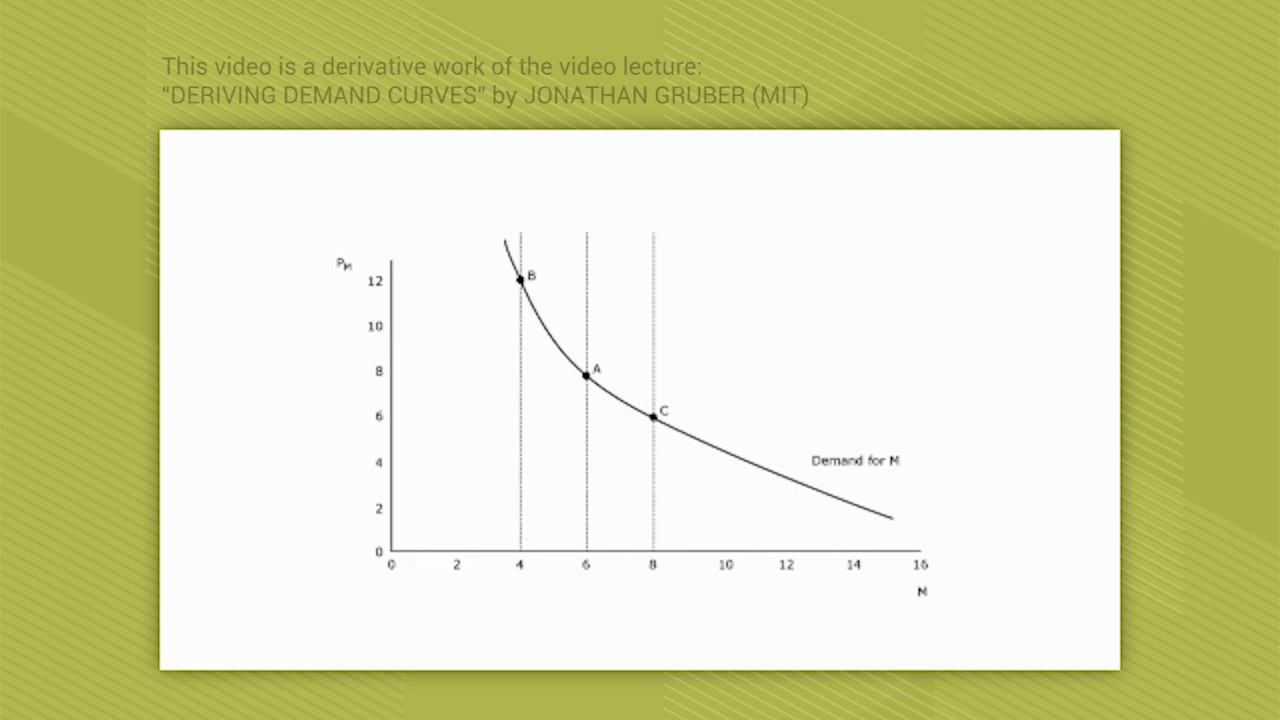 This video is a derivative work of the video lecture:
"DERIVING DEMAND CURVES" by JONATHAN GRUBER (MIT)
PM
12
B
10
8
A
6
C
4
Demand for M
2
0
0 2 4 6 8 10 12 14 16
M